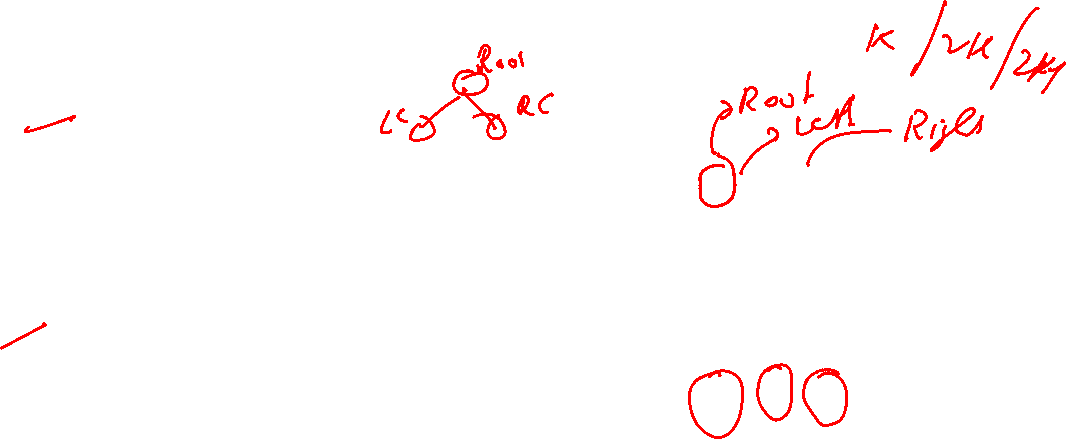 K / 2K / 2K+1
Root
LC
RC
Root
Left
Right